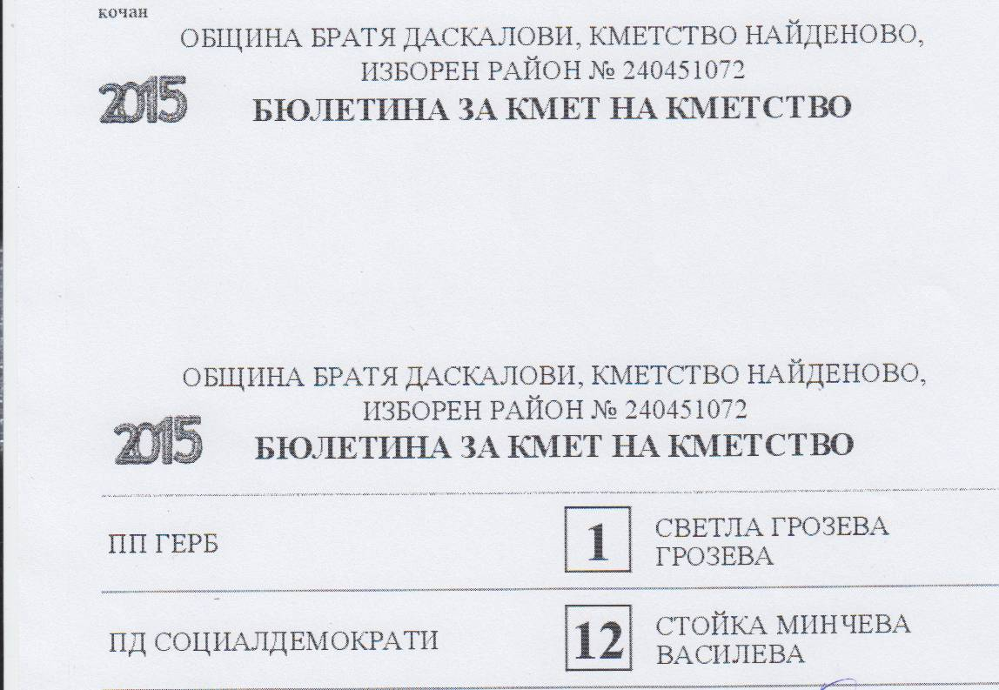 кочан
ОБЩИНА БРАТЯ ДАСКАЛОВИ, КМЕТСТВО НАЙДЕНОВО,
ИЗБОРЕН РАЙОН № 240451072
2015
БЮЛЕТИНА ЗА КМЕТ НА КМЕТСТВО
ОБЩИНА БРАТЯ ДАСКАЛОВИ, КМЕТСТВО НАЙДЕНОВО,
ИЗБОРЕН РАЙОН № 240451072
2015
БЮЛЕТИНА ЗА КМЕТ НА КМЕТСТВО
ПП ГЕРБ
1
СВЕТЛА ГРОЗЕВА
ГРОЗЕВА
ПД СОЦИАЛДЕМОКРАТИ
12
СТОЙКА МИНЧЕВА
ВАСИЛЕВА